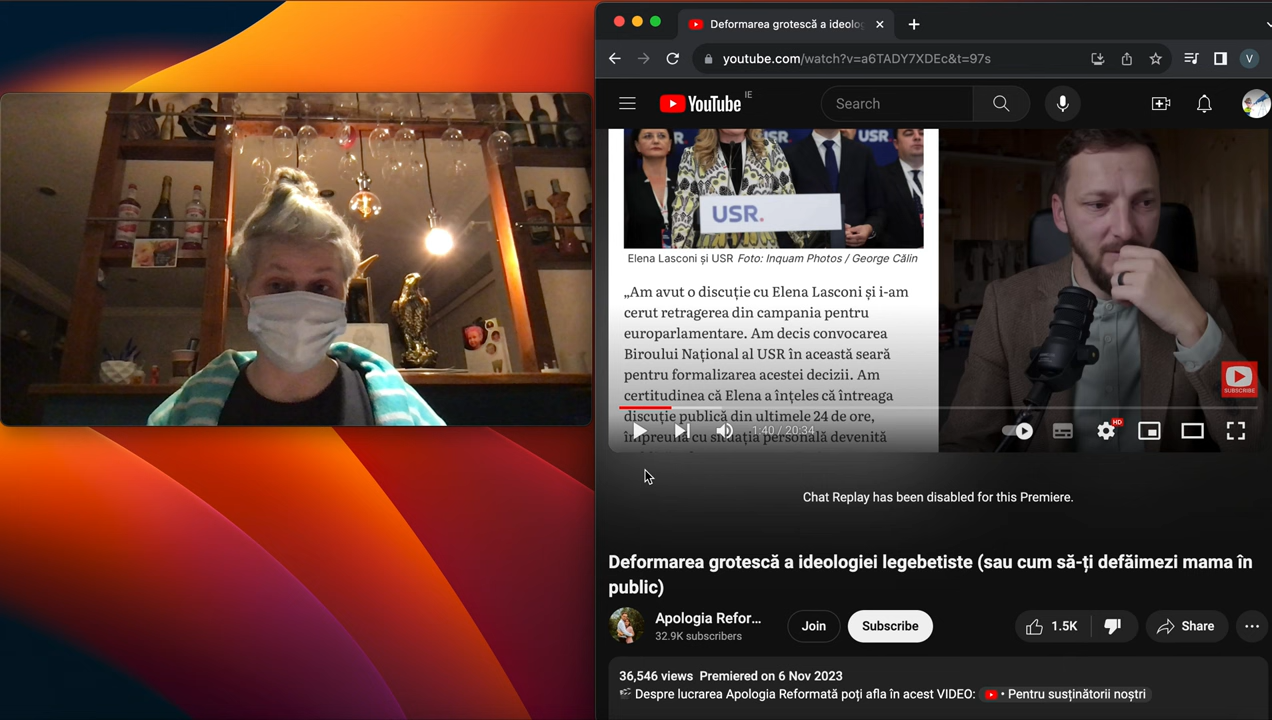 Deformarea grotescă a ideolo
youtube.com/watch?v=a6TADY7XDEc&t=97s
V
YouTube IE
Search
USR
USR
USR.
Elena Lasconi și USR Foto: Inquam Photos / George Călin
„Am avut o discuție cu Elena Lasconi și i-am
cerut retragerea din campania pentru
europarlamentare. Am decis convocarea
Biroului Național al USR în această seară
pentru formalizarea acestei decizii. Am
certitudinea că Elena a înțeles că întreaga
discuție publică din ultimele 24 de ore,
împreună cu situația personală devenită
SUBSCRIBE
1:40 / 20:34
HD
Chat Replay has been disabled for this Premiere.
Deformarea grotescă a ideologiei legebetiste (sau cum să-ți defăimezi mama în
public)
Apologia Refor...
32.9K subscribers
Join
Subscribe
1.5K
Share
36,546 views Premiered on 6 Nov 2023
Despre lucrarea Apologia Reformată poți afla în acest VIDEO: • Pentru susținătorii noștri